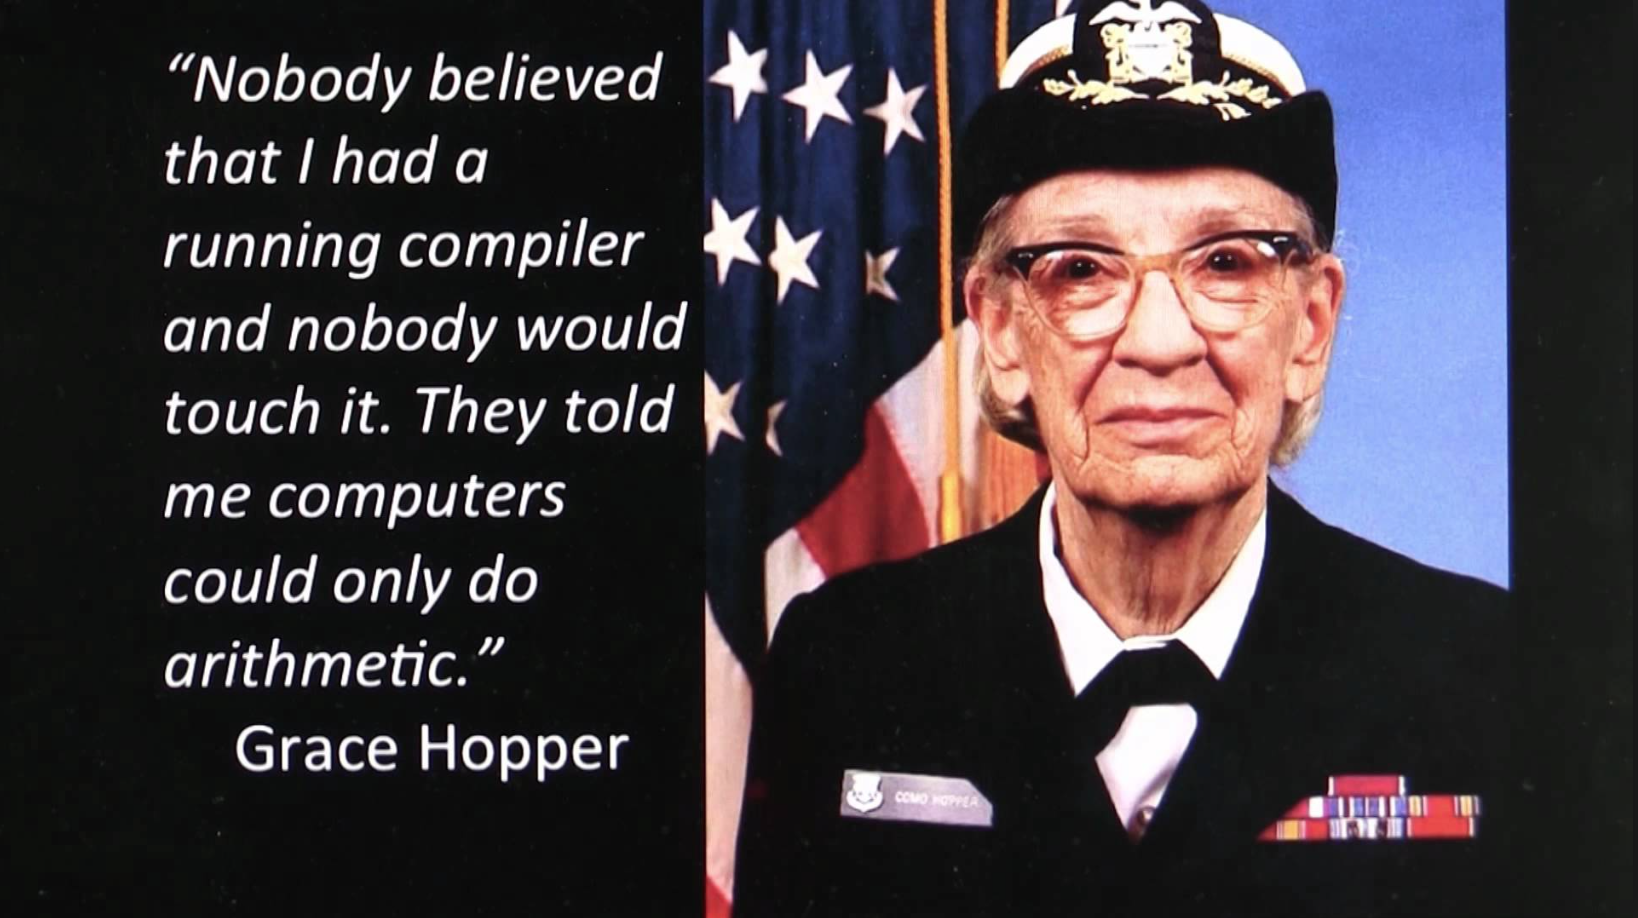 “Nobody believed
that I had a
running compiler
and nobody would
touch it. They told
me computers
could only do
arithmetic.”
Grace Hopper
COMO HOPPER